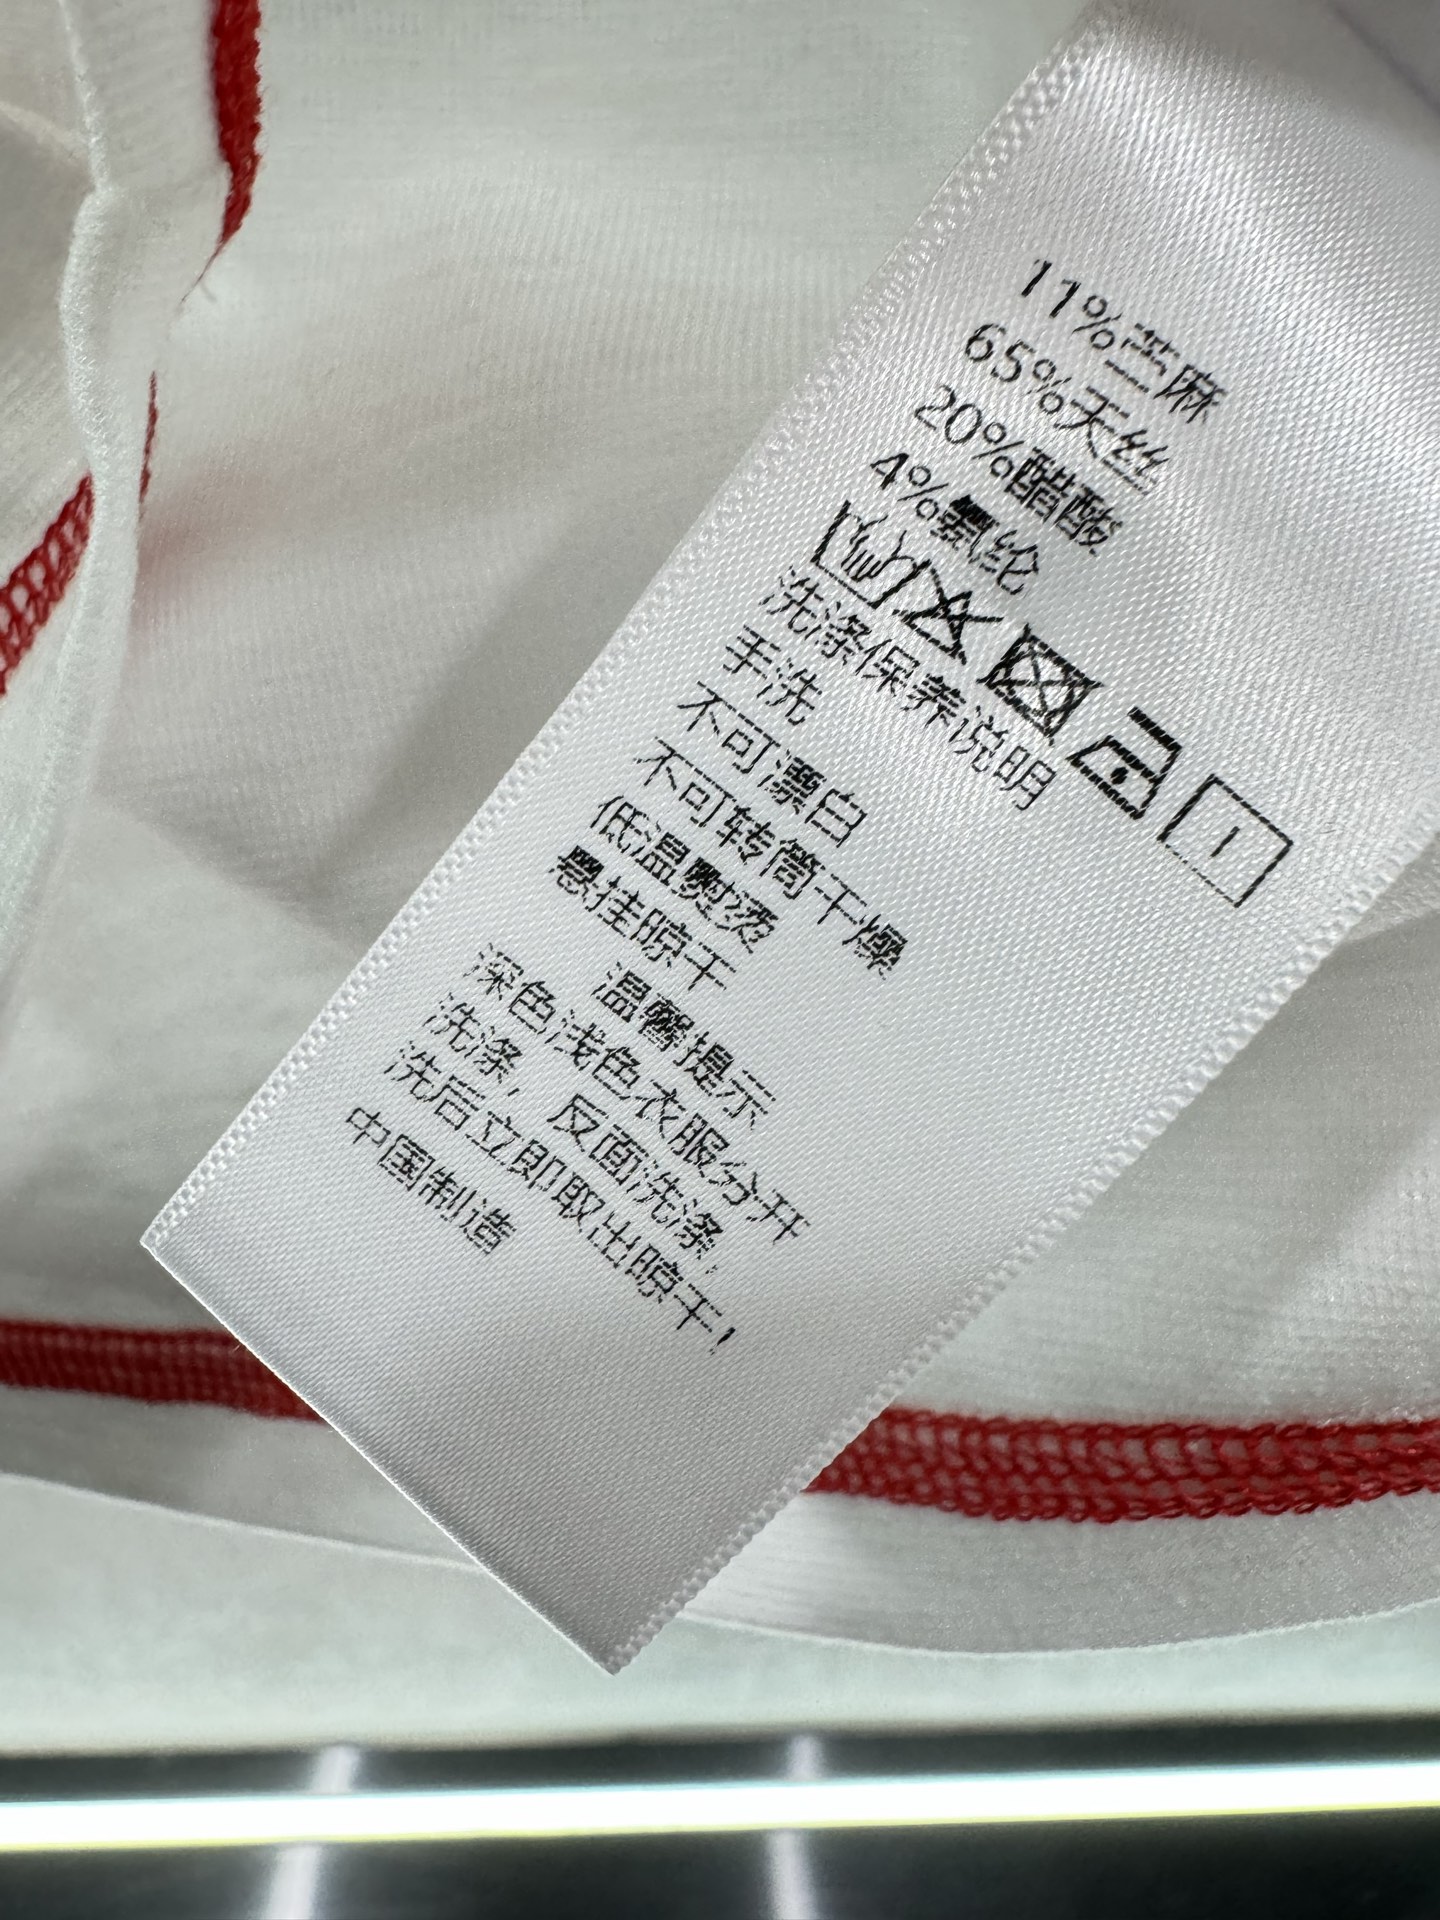 11%苎麻
65%天丝
20%醋酸
4%氨纶
洗涤保养说明
手洗
不可漂白
不可转筒干燥
低温熨烫
悬挂晾干
温馨提示
深色浅色衣服分开
洗涤，反面洗涤，
洗后立即取出晾干！
中国制造